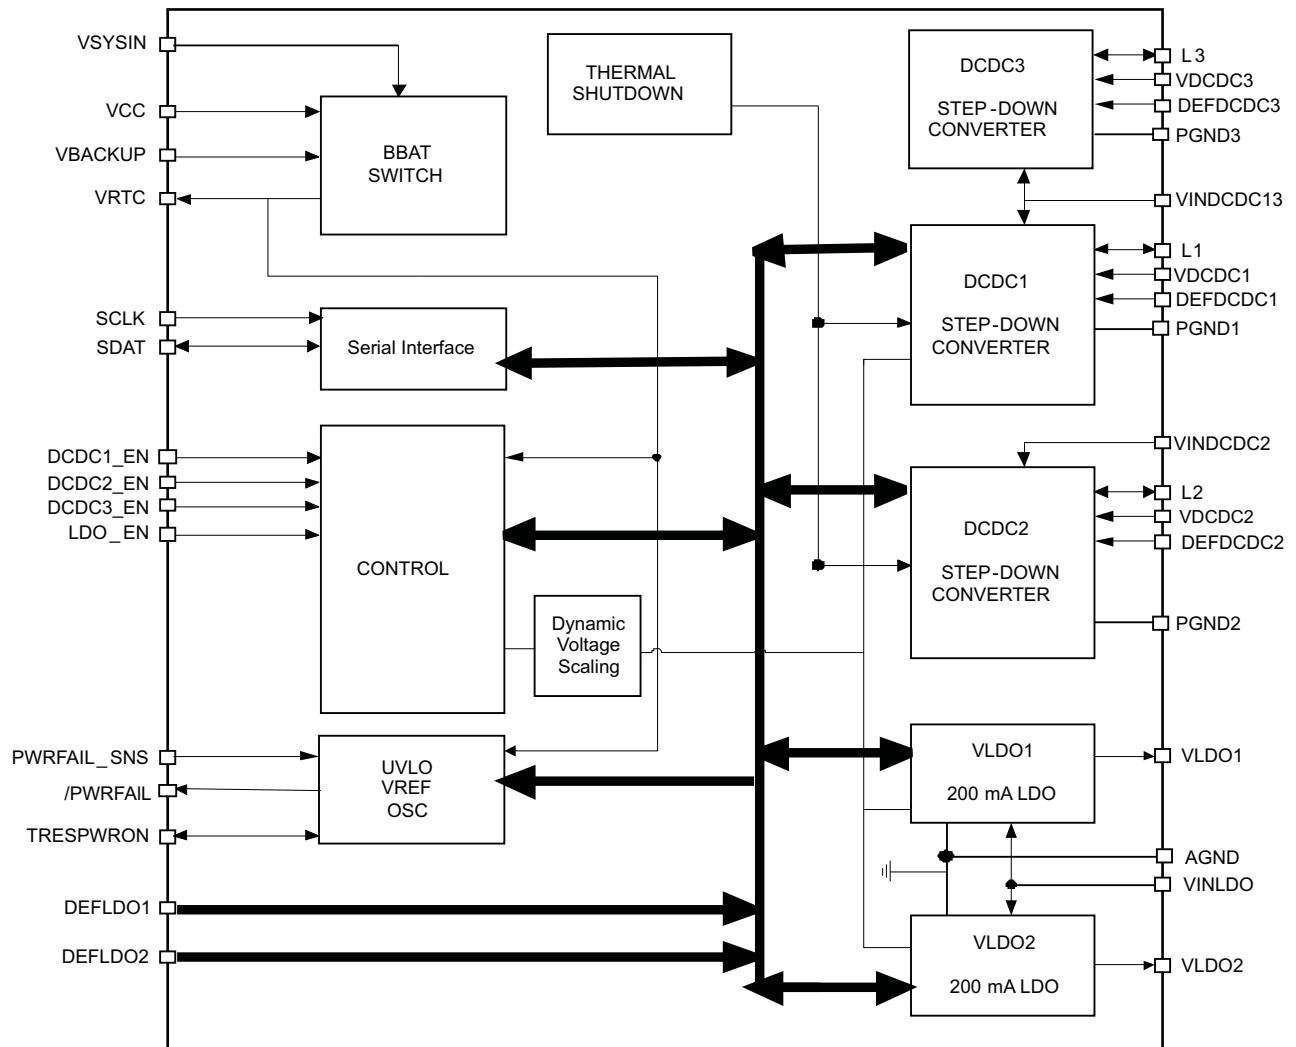 VSYSIN
VCC
VBACKUP
VRTC
BBAT
SWITCH
THERMAL
SHUTDOWN
DCDC3
STEP-DOWN
CONVERTER
L3
VDCDC3
DEFDCDC3
PGND3
VINDCDC13
SCLK
SDAT
Serial Interface
DCDC1
STEP-DOWN
CONVERTER
L1
VDCDC1
DEFDCDC1
PGND1
DCDC1_EN
DCDC2_EN
DCDC3_EN
LDO_EN
CONTROL
Dynamic
Voltage
Scaling
VINDCDC2
DCDC2
STEP-DOWN
CONVERTER
L2
VDCDC2
DEFDCDC2
PGND2
PWRFAIL_SNS
/PWRFAIL
TRESPWRON
UVLO
VREF
OSC
VLDO1
200 mA LDO
VLDO1
AGND
VINLDO
DEFLDO1
DEFLDO2
VLDO2
200 mA LDO
VLDO2